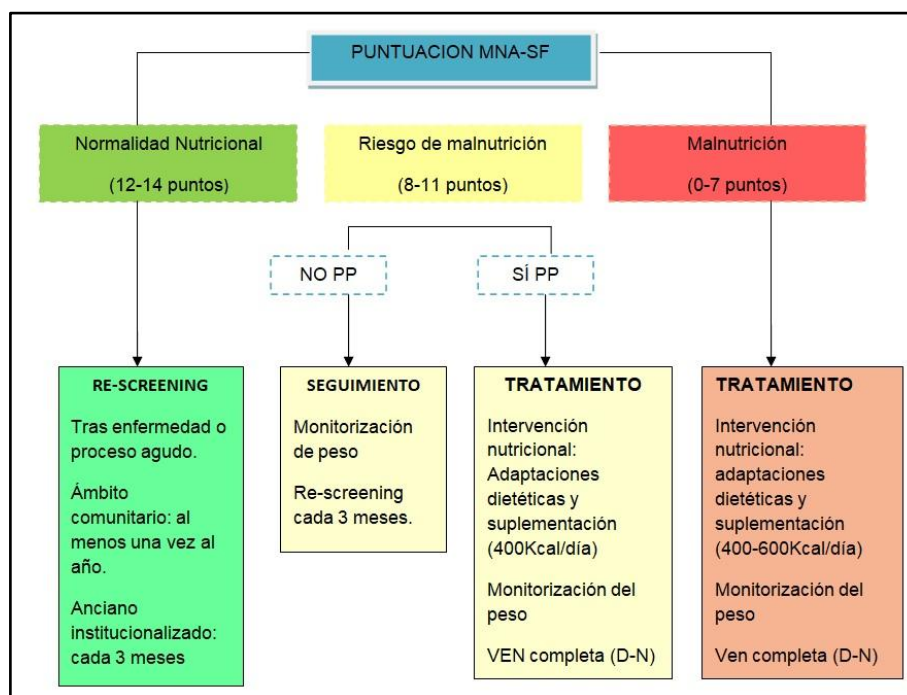 PUNTUACION MNA-SF
Normalidad Nutricional
(12-14 puntos)
Riesgo de malnutrición
(8-11 puntos)
Malnutrición
(0-7 puntos)
NO PP
SÍ PP
RE-SCREENING
Tras enfermedad o
proceso agudo.
Ámbito
comunitario: al
menos una vez al
año.
Anciano
institucionalizado:
cada 3 meses
SEGUIMIENTO
Monitorización
de peso
Re-screening
cada 3 meses.
TRATAMIENTO
Intervención
nutricional:
Adaptaciones
dietéticas y
suplementación
(400Kcal/día)
Monitorización del
peso
VEN completa (D-N)
TRATAMIENTO
Intervención
nutricional:
adaptaciones
dietéticas y
suplementación
(400-600Kcal/día)
Monitorización del
peso
Ven completa (D-N)